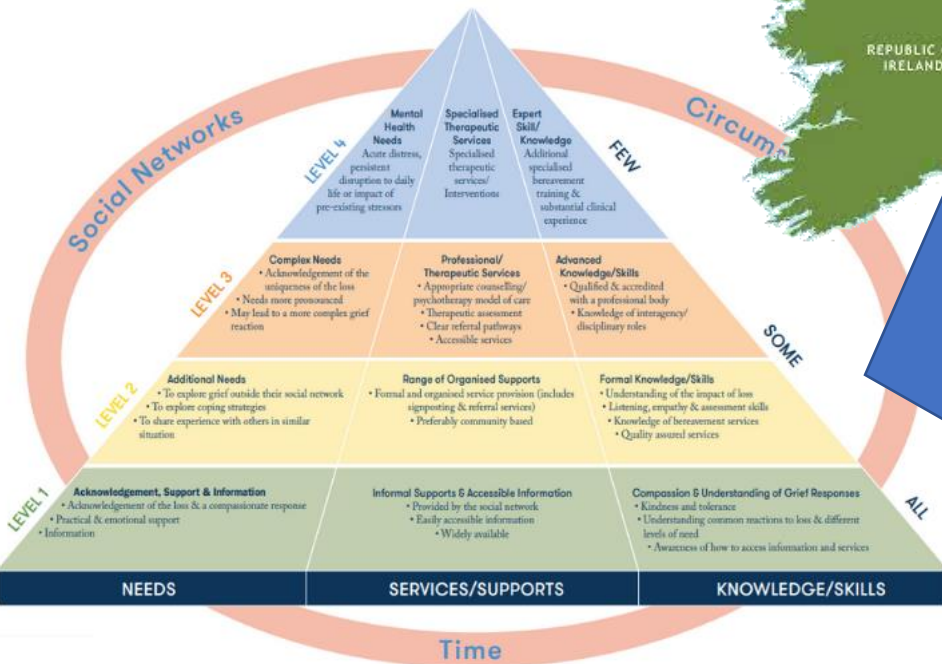 REPUBLIC
IRELAND
Social Networks
Circum
LEVEL 4
Mental
Health
Needs
Acute distress,
persistent
disruption to daily
life or impact of
pre-existing stressors
Specialised
Therapeutic
Services
Specialised
therapeutic
services/
Interventions
Expert
Skill/
Knowledge
Additional
specialised
bereavement
training &
substantial clinical
experience
FEW
LEVEL 3
Complex Needs
• Acknowledgement of the
uniqueness of the loss
• Needs more pronounced
• May lead to a more complex grief
reaction
Professional/
Therapeutic Services
• Appropriate counselling/
psychotherapy model of care
• Therapeutic assessment
• Clear referral pathways
• Accessible services
Advanced
Knowledge/Skills
• Qualified & accredited
with a professional body
• Knowledge of interagency/
disciplinary roles
SOME
LEVEL 2
Additional Needs
• To explore grief outside their social network
• To explore coping strategies
• To share experience with others in similar
situation
Range of Organised Supports
• Formal and organised service provision (includes
signposting & referral services)
• Preferably community based
Formal Knowledge/Skills
• Understanding of the impact of loss
• Listening, empathy & assessment skills
• Knowledge of bereavement services
• Quality assured services
LEVEL 1
Acknowledgement, Support & Information
• Acknowledgement of the loss & a compassionate response
• Practical & emotional support
• Information
Informal Supports & Accessible Information
• Provided by the social network
• Easily accessible information
• Widely available
Compassion & Understanding of Grief Responses
• Kindness and tolerance
• Understanding common reactions to loss & different
levels of need
• Awareness of how to access information and services
ALL
NEEDS
SERVICES/SUPPORTS
KNOWLEDGE/SKILLS
Time